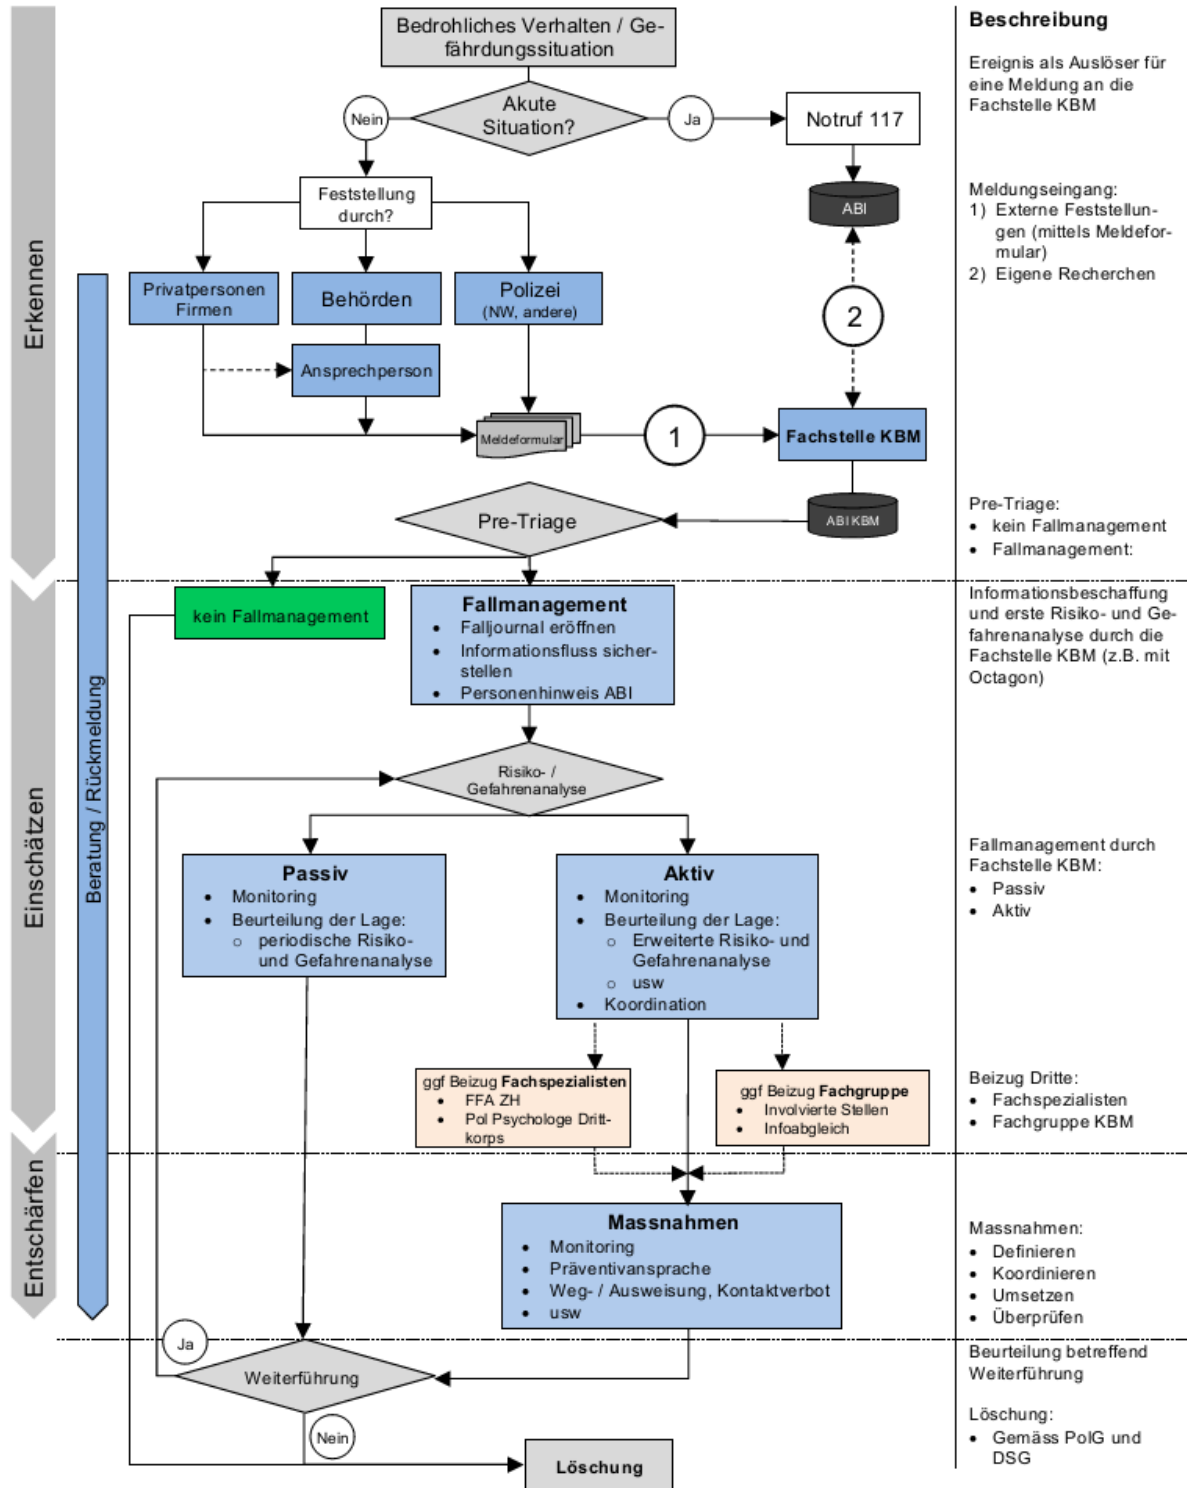 Bedrohliches Verhalten / Ge-
fährdungssituation
Akute
Situation?
Nein
Ja
Notruf 117
ABI
Feststellung
durch?
Privatpersonen
Firmen
Behörden
Polizei
(NW, andere)
Ansprechperson
2
Meldeformular
1
Fachstelle KBM
ABI KBM
Pre-Triage
kein Fallmanagement
Fallmanagement
• Falljournal eröffnen
• Informationsfluss sicher-
stellen
• Personenhinweis ABI
Risiko- /
Gefahrenanalyse
Passiv
• Monitoring
• Beurteilung der Lage:
o periodische Risiko-
und Gefahrenanalyse
Aktiv
• Monitoring
• Beurteilung der Lage:
o Erweiterte Risiko- und
Gefahrenanalyse
o usw
• Koordination
ggf Beizug Fachspezialisten
• FFA ZH
• Pol Psychologe Dritt-
korps
ggf Beizug Fachgruppe
• Involvierte Stellen
• Infoabgleich
Massnahmen
• Monitoring
• Präventivansprache
• Weg- / Ausweisung, Kontaktverbot
• usw
Ja
Weiterführung
Nein
Löschung
Erkennen
Einschätzen
Entschärfen
Beratung / Rückmeldung
Beschreibung
Ereignis als Auslöser für
eine Meldung an die
Fachstelle KBM
Meldungseingang:
1) Externe Feststellun-
gen (mittels Meldefor-
mular)
2) Eigene Recherchen
Pre-Triage:
• kein Fallmanagement
• Fallmanagement:
Informationsbeschaffung
und erste Risiko- und Ge-
fahrenanalyse durch die
Fachstelle KBM (z.B. mit
Octagon)
Fallmanagement durch
Fachstelle KBM:
• Passiv
• Aktiv
Beizug Dritte:
• Fachspezialisten
• Fachgruppe KBM
Massnahmen:
• Definieren
• Koordinieren
• Umsetzen
• Überprüfen
Beurteilung betreffend
Weiterführung
Löschung:
• Gemäss PolG und
DSG